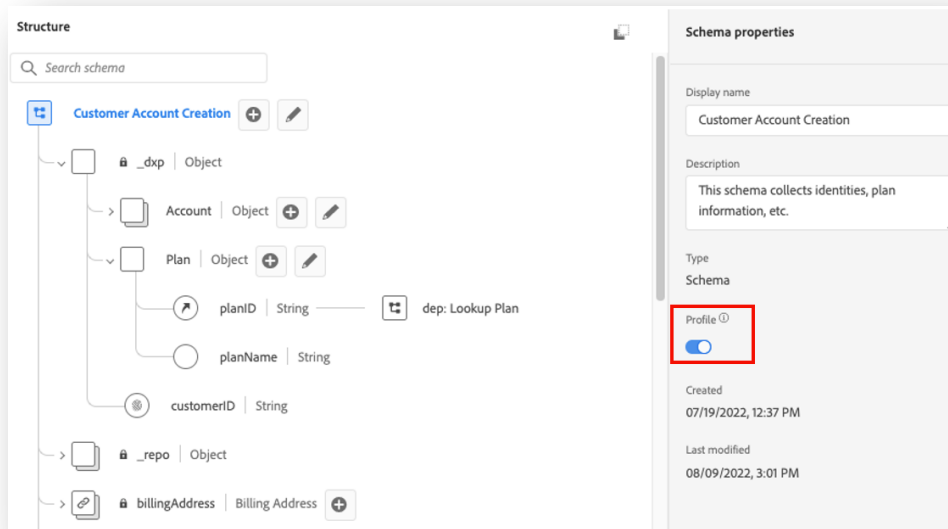 Structure
Search schema
Customer Account Creation
_dxp Object
Account Object
Plan Object
planID String dep: Lookup Plan
planName String
customerID String
_repo Object
billingAddress Billing Address
Schema properties
Display name
Customer Account Creation
Description
This schema collects identities, plan
information, etc.
Type
Schema
Profile
Created
07/19/2022, 12:37 PM
Last modified
08/09/2022, 3:01 PM